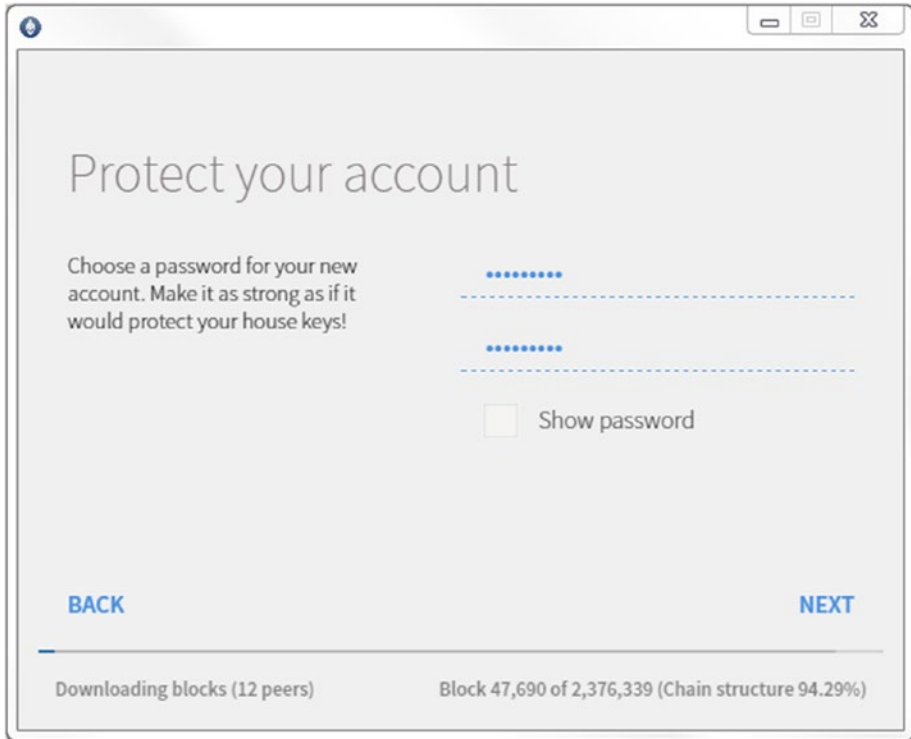 Protect your account
Choose a password for your new
account. Make it as strong as if it
would protect your house keys!
•••••••••
•••••••••
Show password
BACK
NEXT
Downloading blocks (12 peers)
Block 47,690 of 2,376,339 (Chain structure 94.29%)